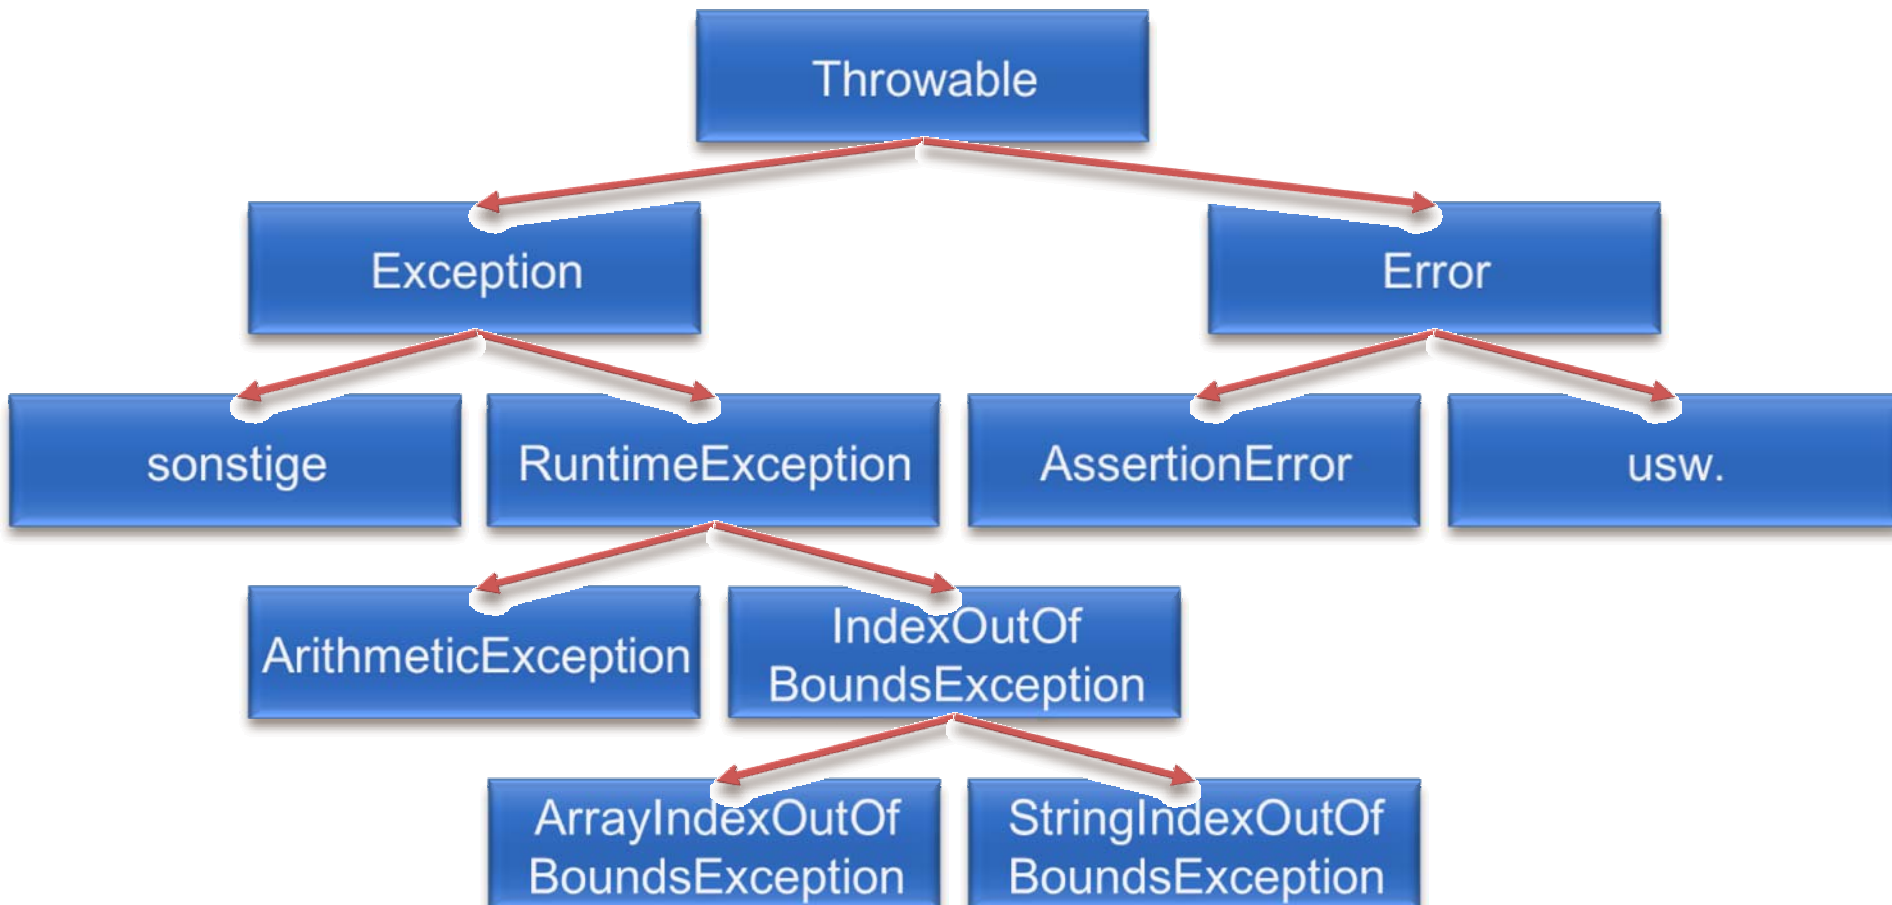 Throwable
Exception
Error
sonstige
RuntimeException
AssertionError
usw.
ArithmeticException
IndexOutOf
BoundsException
ArrayIndexOutOf
BoundsException
StringIndexOutOf
BoundsException